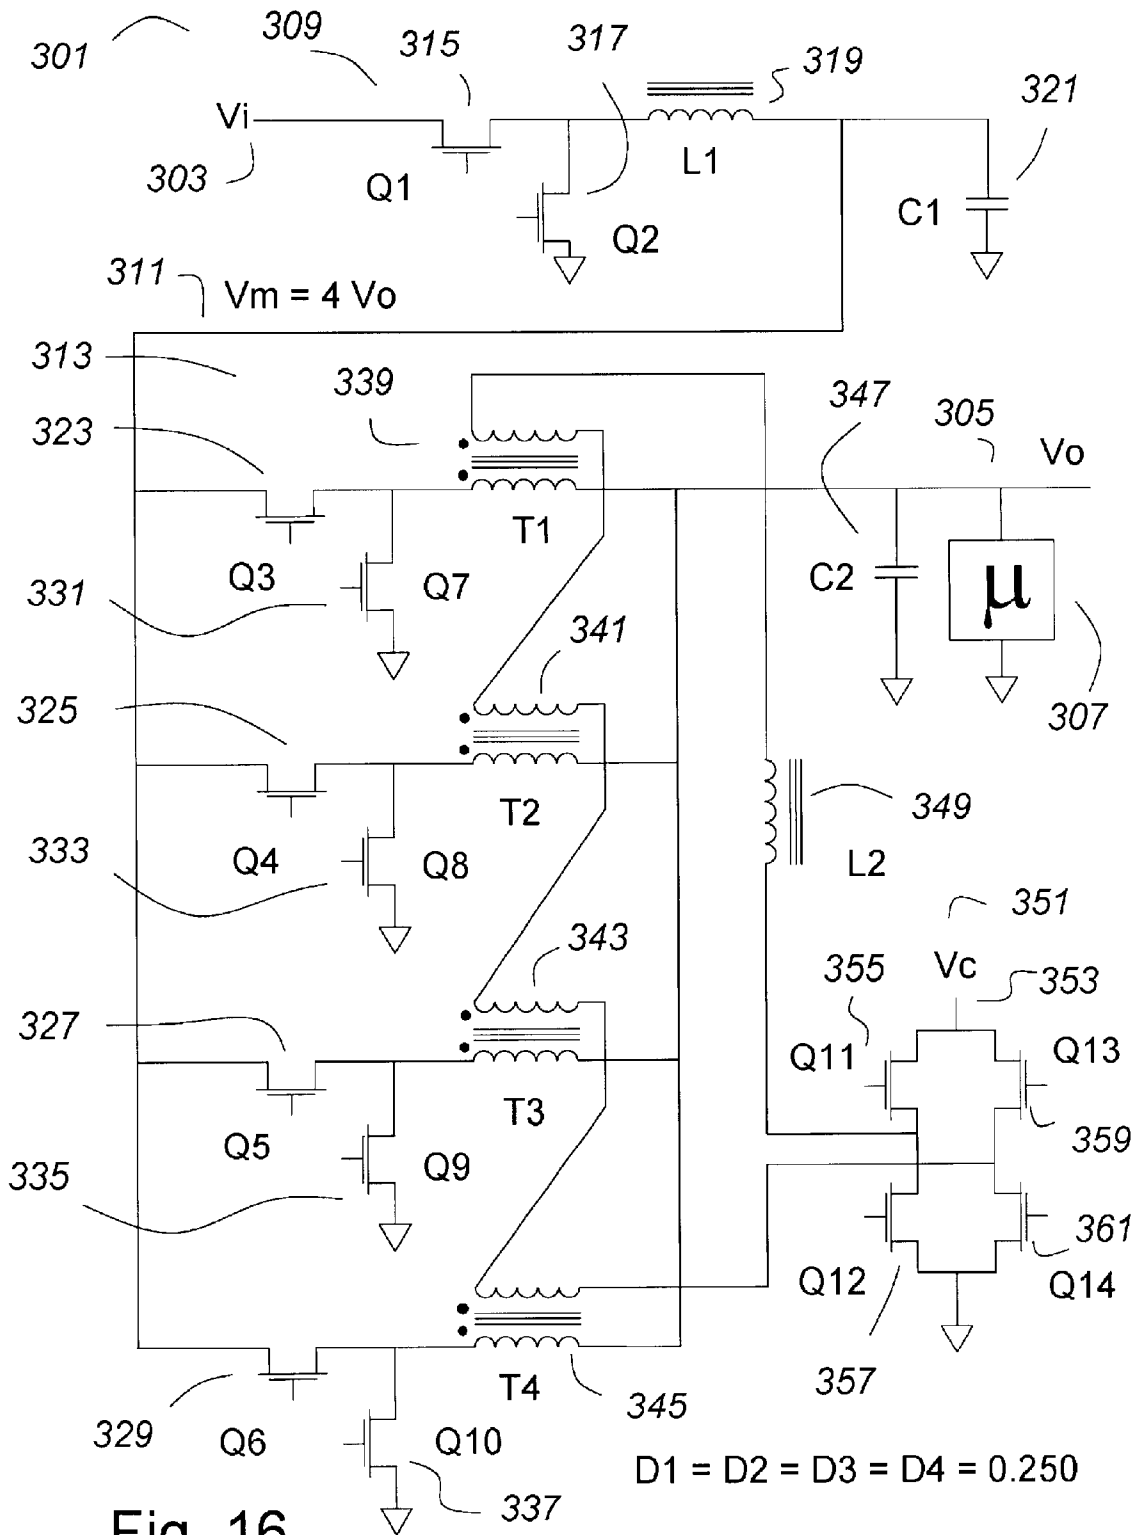 301
309
315
317
319
321
Vi
303
Q1
Q2
L1
C1
311
Vm = 4 Vo
313
339
347
305
Vo
323
T1
Q3
Q7
C2
µ
331
341
307
325
T2
349
Q4
Q8
L2
333
351
343
355
Vc
353
327
Q11
Q13
T3
Q5
Q9
359
335
361
Q12
Q14
T4
357
345
329
Q6
Q10
D1 = D2 = D3 = D4 = 0.250
337
Fig. 16